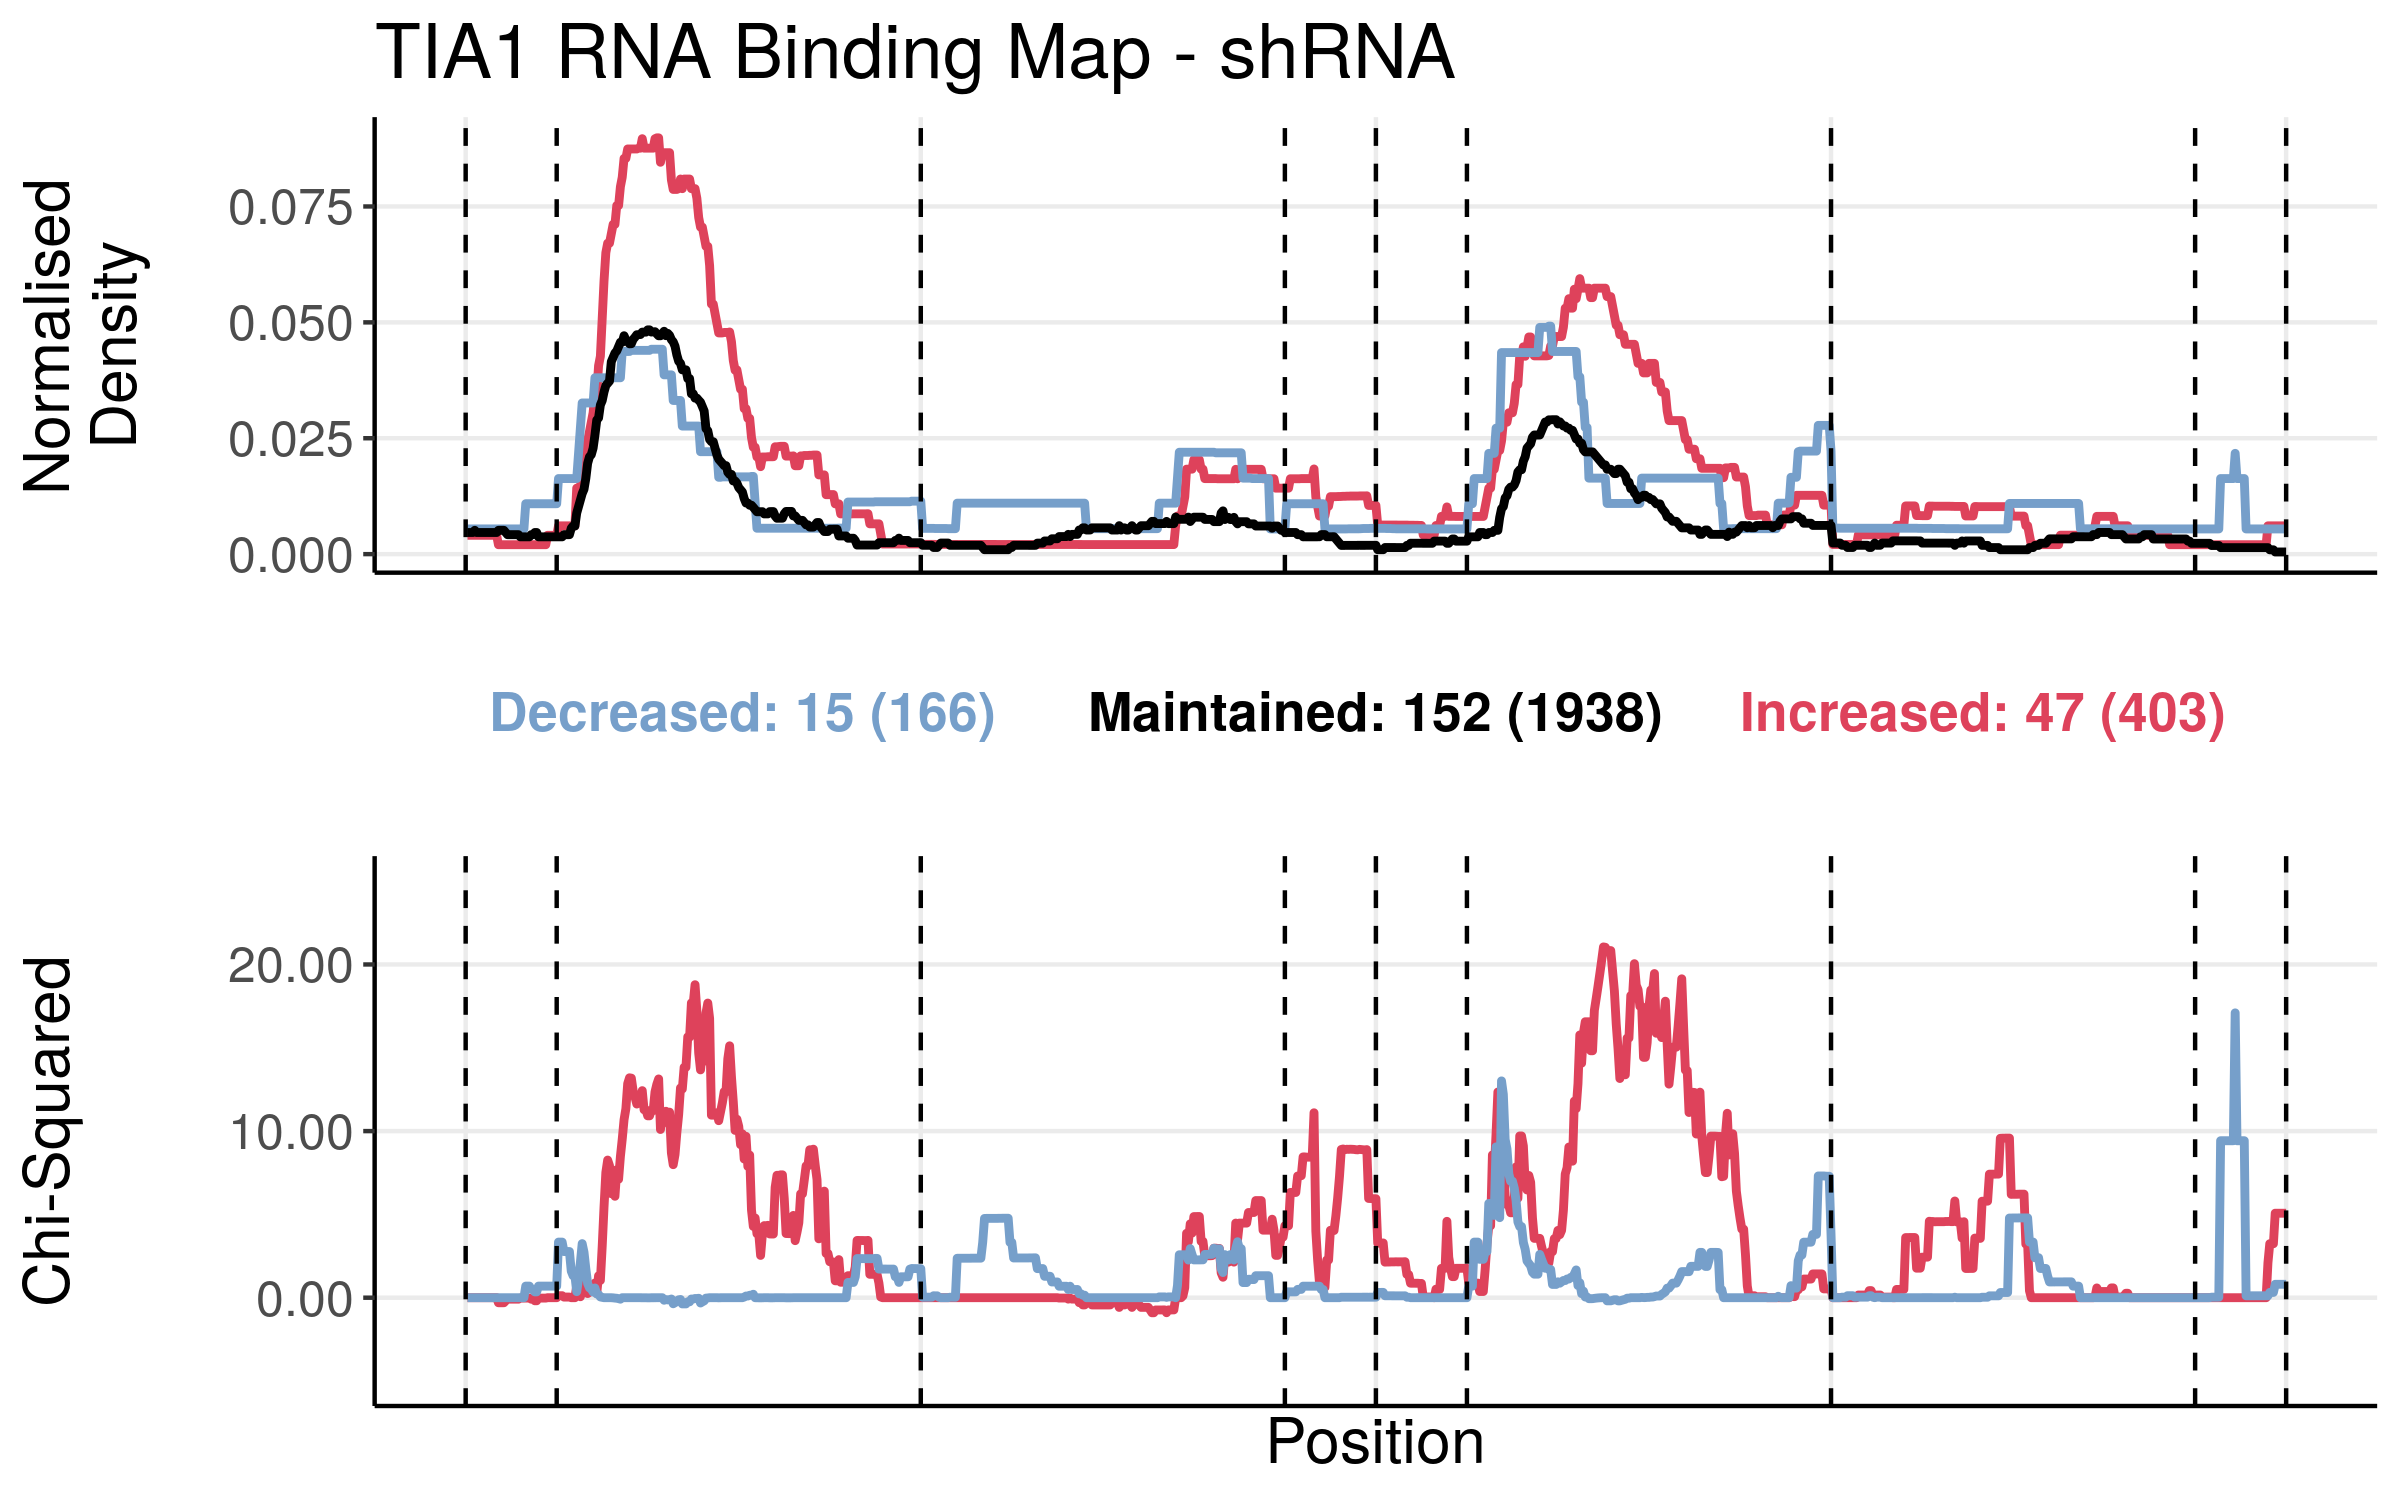 TIA1 RNA Binding Map - shRNA
Normalised
Density
0.075
0.050
0.025
0.000
Decreased: 15 (166)
Maintained: 152 (1938)
Increased: 47 (403)
Chi-Squared
20.00
10.00
0.00
Position